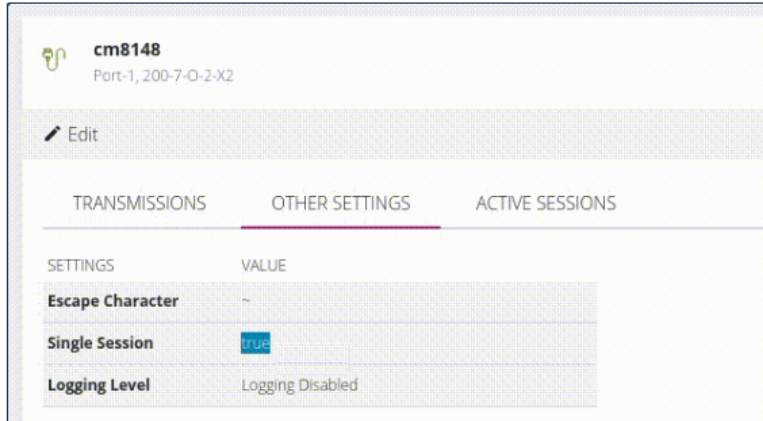 cm8148
Port-1, 200-7-O-2-X2
Edit
TRANSMISSIONS OTHER SETTINGS ACTIVE SESSIONS
SETTINGS VALUE
Escape Character ~
Single Session true
Logging Level Logging Disabled